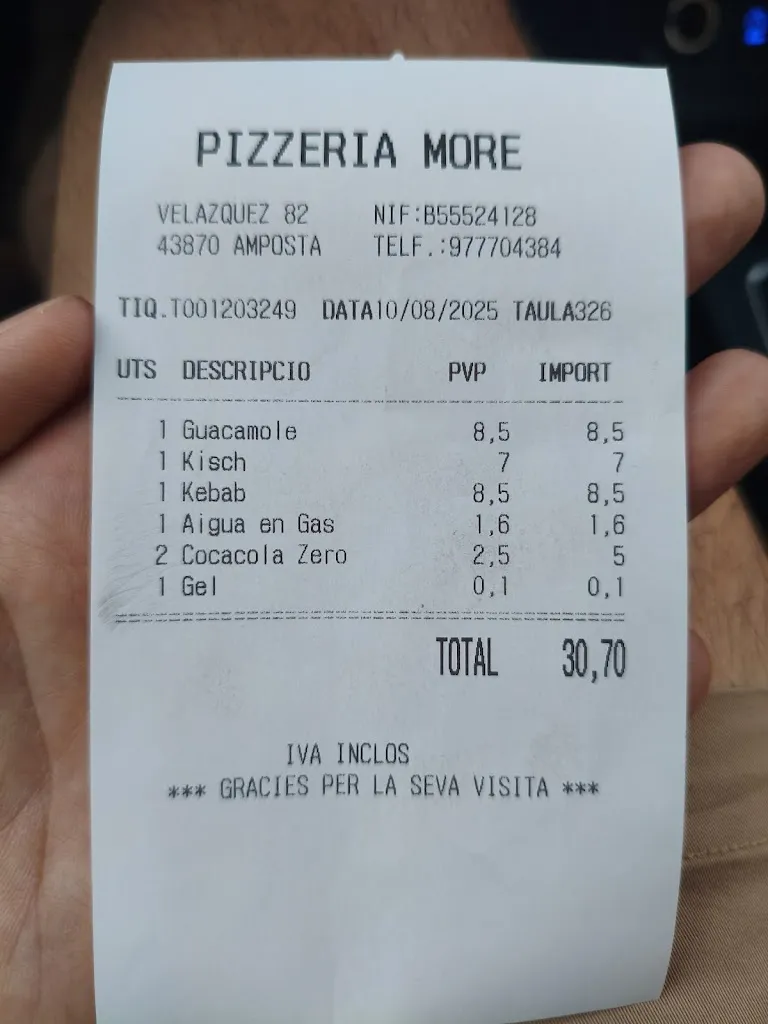 PIZZERIA MORE
VELAZQUEZ 82 NIF:B55524128
43870 AMPOSTA TELF.:977704384
TIQ.T001203249 DATA10/08/2025 TAULA326
UTS DESCRIPCIO PVP IMPORT
1 Guacamole 8,5 8,5
1 Kisch 7 7
1 Kebab 8,5 8,5
1 Aigua en Gas 1,6 1,6
2 Cocacola Zero 2,5 5
1 Gel 0,1 0,1
TOTAL 30,70
IVA INCLOS
*** GRACIES PER LA SEVA VISITA ***